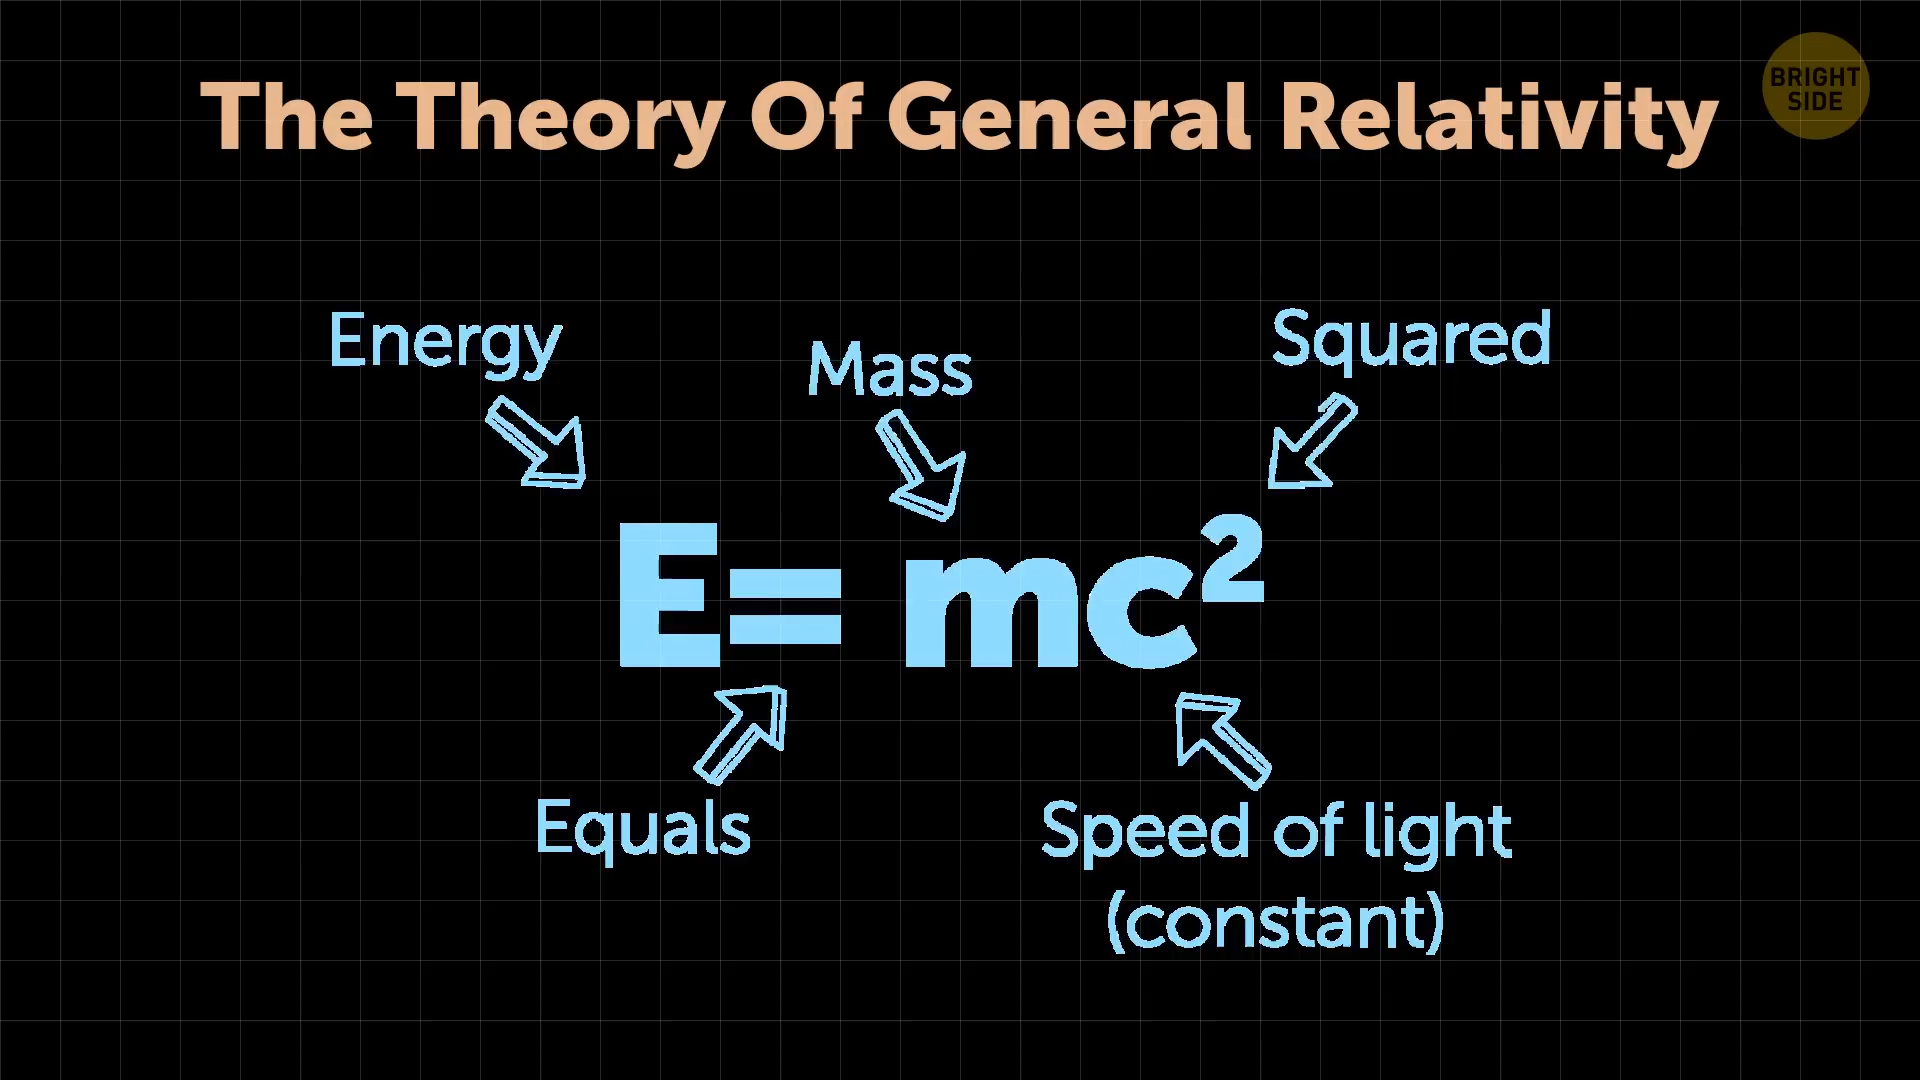 The Theory Of General Relativity
BRIGHT
SIDE
Energy
Mass
Squared
E= mc²
Equals
Speed of light
(constant)